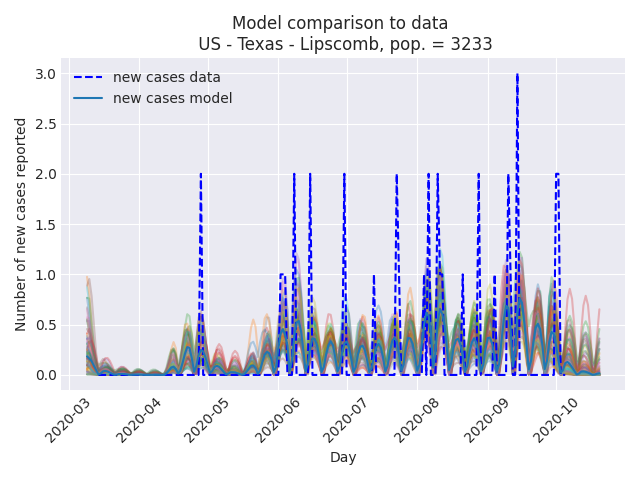 Model comparison to data
US - Texas - Lipscomb, pop. = 3233
new cases data
new cases model
Number of new cases reported
3.0
2.5
2.0
1.5
1.0
0.5
0.0
2020-03
2020-04
2020-05
2020-06
2020-07
2020-08
2020-09
2020-10
Day